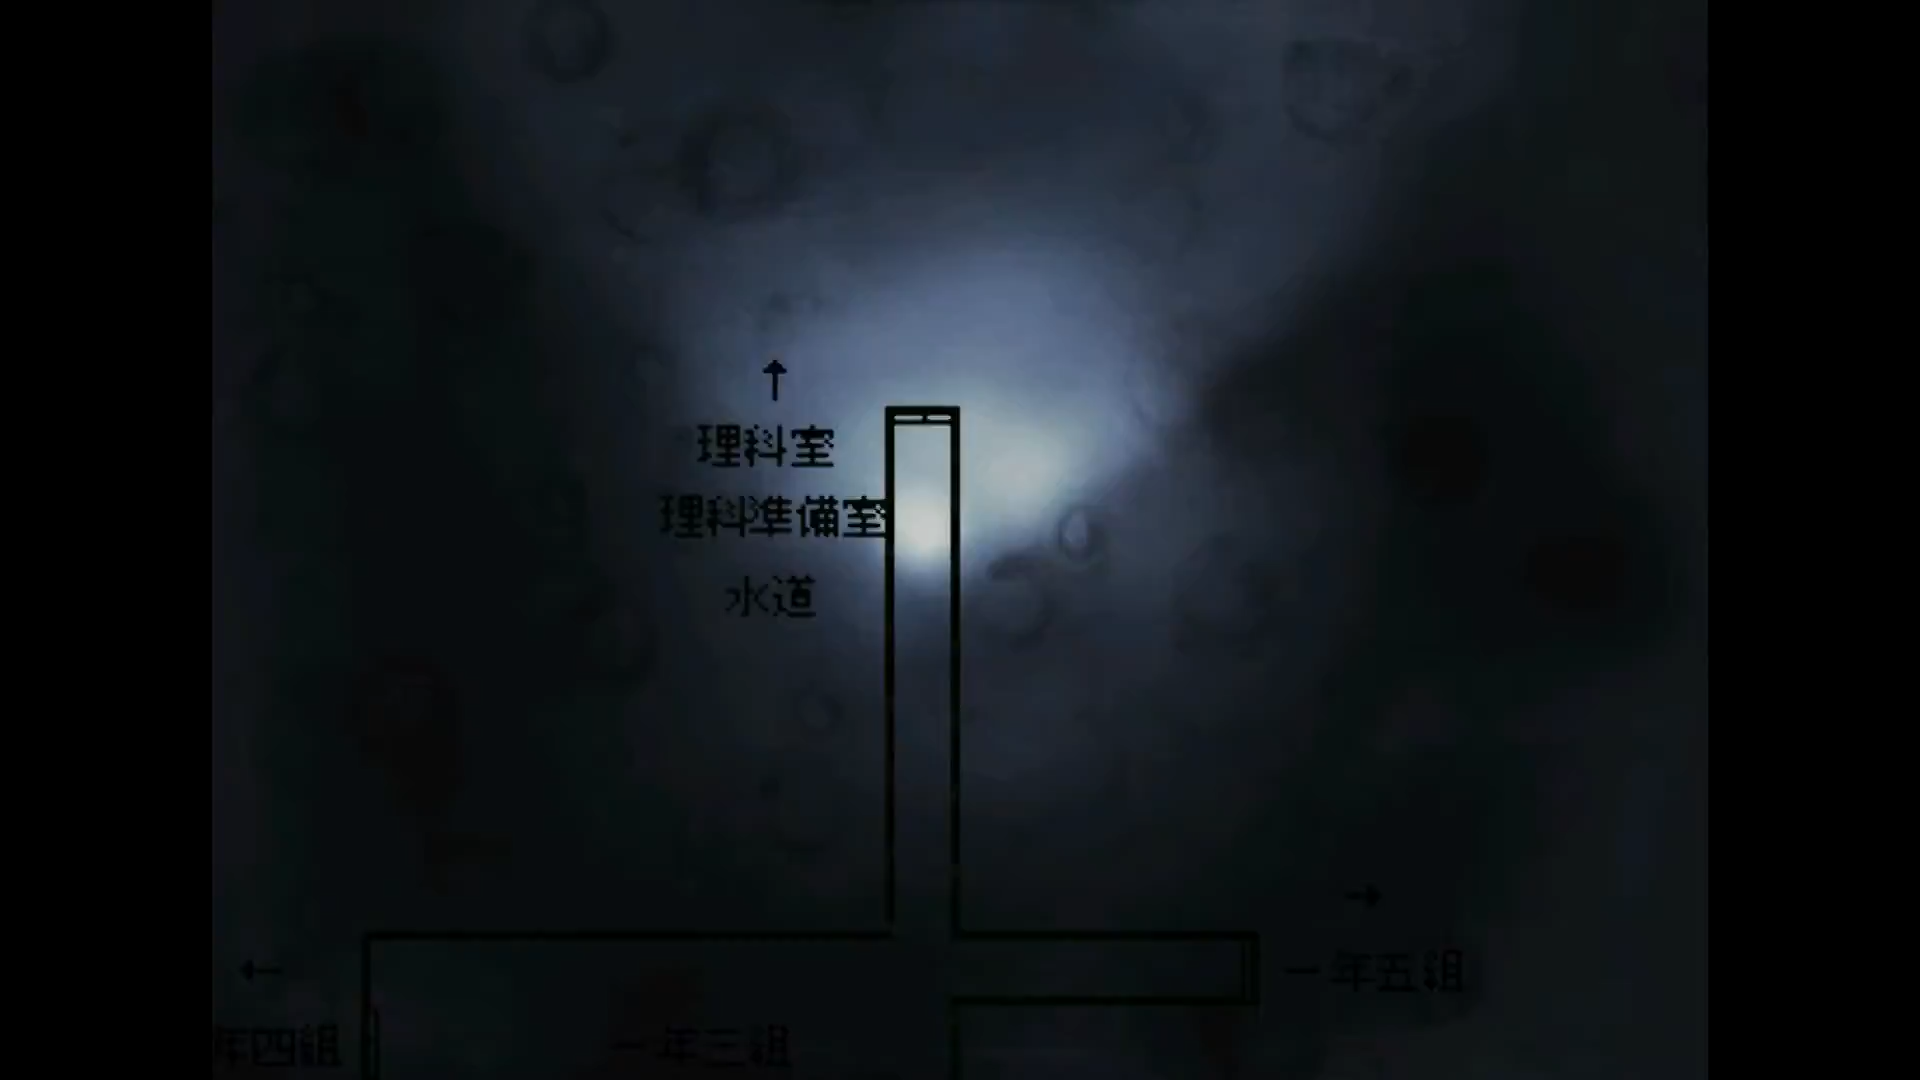 ↑
理科室
理科準備室
水道
→
← 一年五組
年四組
一年三組